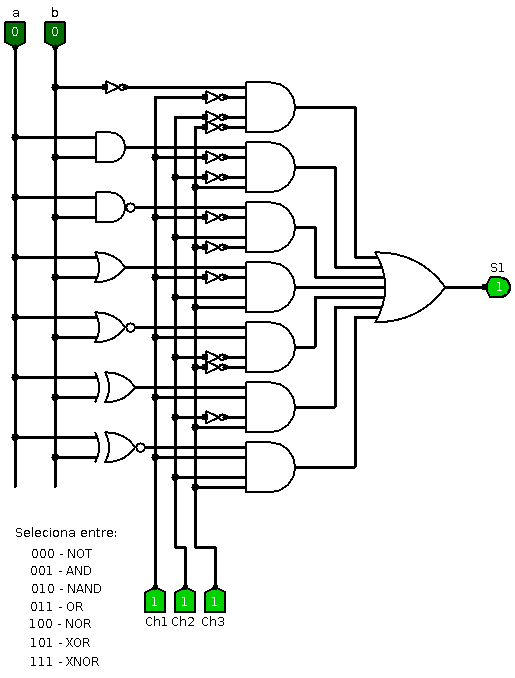 a b
0 0
S1
1
Seleciona entre:
000 - NOT
001 - AND
010 - NAND
011 - OR
100 - NOR
101 - XOR
111 - XNOR
1 1 1
Ch1 Ch2 Ch3